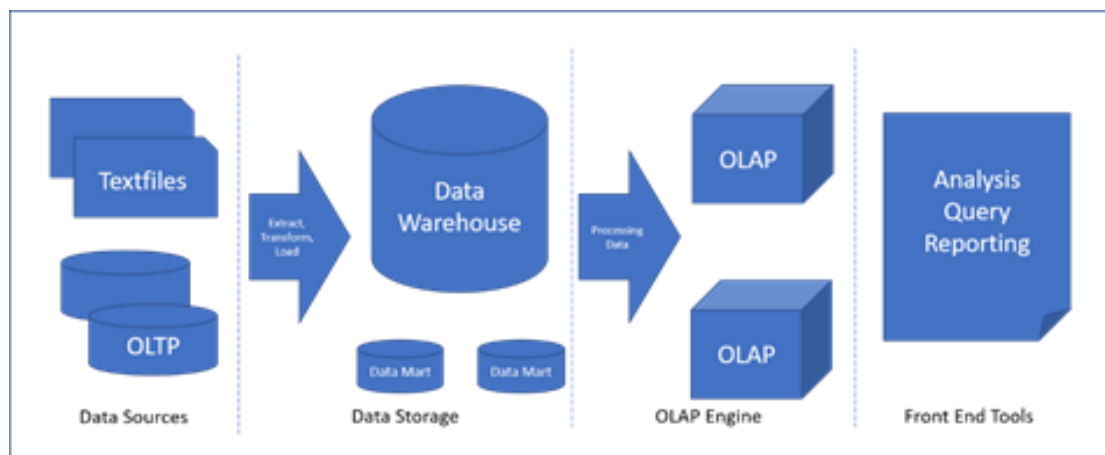 Textfiles
OLTP
Data Sources
Extract,
Transform,
Load
Data
Warehouse
Data Mart
Data Mart
Data Storage
Processing
Data
OLAP
OLAP
OLAP Engine
Analysis
Query
Reporting
Front End Tools